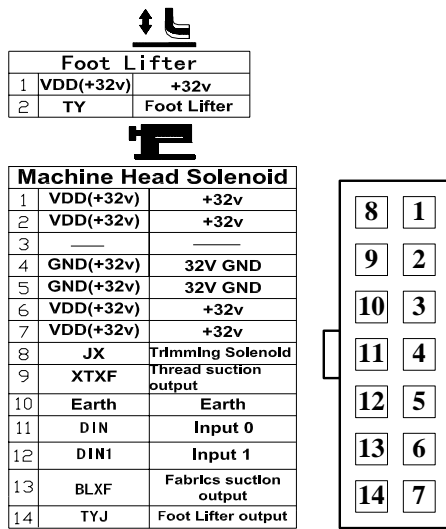 Foot Lifter
1 VDD(+32v) +32v
2 TY Foot Lifter
Machine Head Solenoid
1 VDD(+32v) +32v
2 VDD(+32v) +32v
3 — —
4 GND(+32v) 32V GND
5 GND(+32v) 32V GND
6 VDD(+32v) +32v
7 VDD(+32v) +32v
8 JX Trimming Solenoid
9 XTXF Thread suction
output
10 Earth Earth
11 DIN Input 0
12 DIN1 Input 1
13 BLXF Fabrics suction
output
14 TYJ Foot Lifter output
8 1
9 2
10 3
11 4
12 5
13 6
14 7